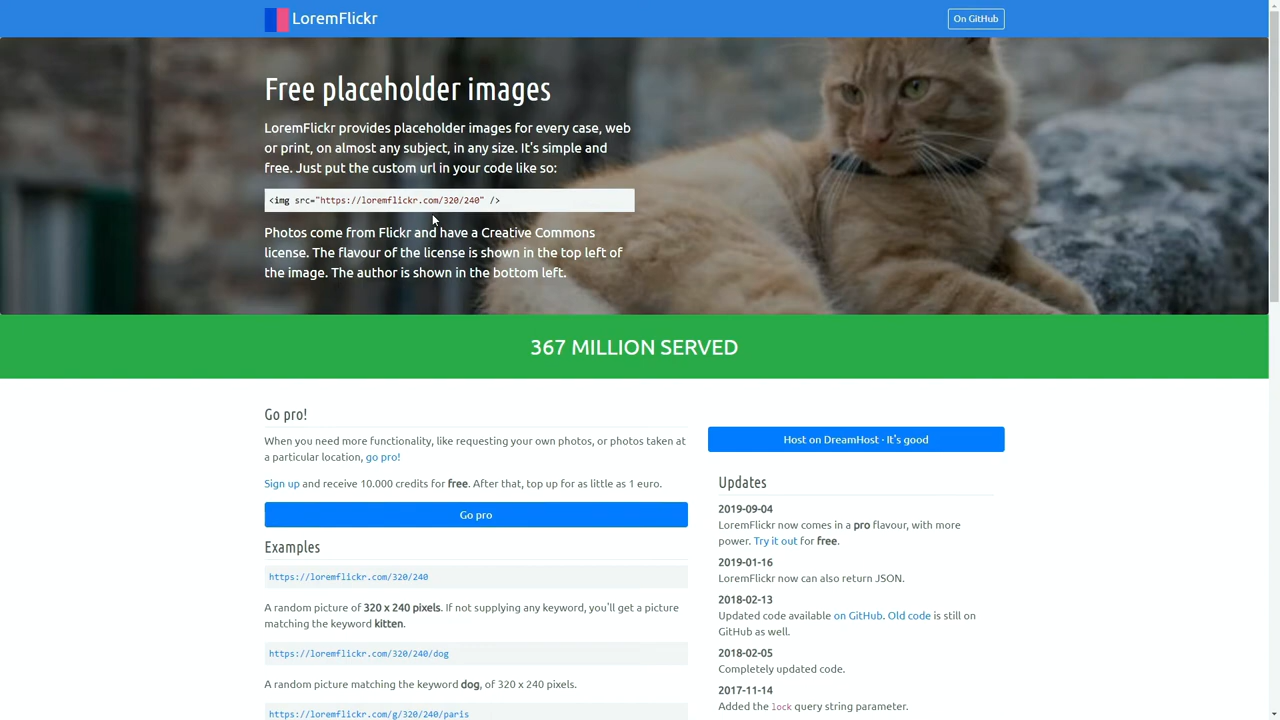 LoremFlickr
On GitHub
Free placeholder images
LoremFlickr provides placeholder images for every case, web
or print, on almost any subject, in any size. It's simple and
free. Just put the custom url in your code like so:
<img src="https://loremflickr.com/320/240" />
Photos come from Flickr and have a Creative Commons
license. The flavour of the license is shown in the top left of
the image. The author is shown in the bottom left.
367 MILLION SERVED
Go pro!
When you need more functionality, like requesting your own photos, or photos taken at
a particular location, go pro!
Sign up and receive 10.000 credits for free. After that, top up for as little as 1 euro.
Go pro
Examples
https://loremflickr.com/320/240
A random picture of 320 x 240 pixels. If not supplying any keyword, you'll get a picture
matching the keyword kitten.
https://loremflickr.com/320/240/dog
A random picture matching the keyword dog, of 320 x 240 pixels.
https://loremflickr.com/g/320/240/paris
Host on DreamHost · It's good
Updates
2019-09-04
LoremFlickr now comes in a pro flavour, with more
power. Try it out for free.
2019-01-16
LoremFlickr now can also return JSON.
2018-02-13
Updated code available on GitHub. Old code is still on
GitHub as well.
2018-02-05
Completely updated code.
2017-11-14
Added the lock query string parameter.